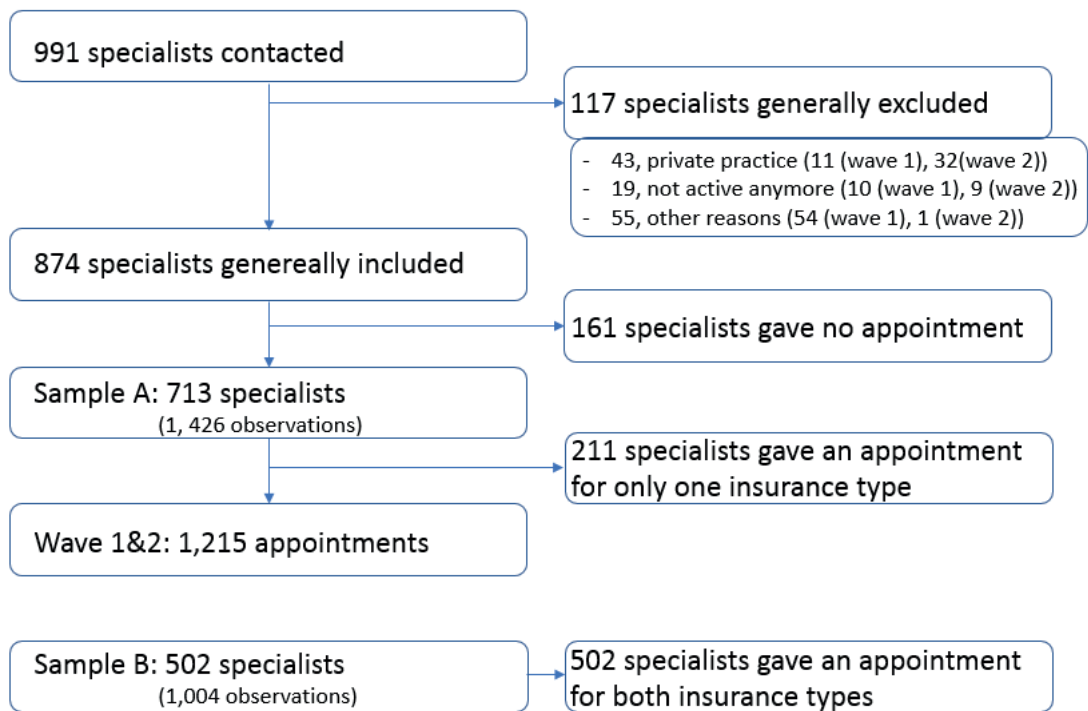 991 specialists contacted
117 specialists generally excluded
- 43, private practice (11 (wave 1), 32(wave 2))
- 19, not active anymore (10 (wave 1), 9 (wave 2))
- 55, other reasons (54 (wave 1), 1 (wave 2))
874 specialists genereally included
161 specialists gave no appointment
Sample A: 713 specialists
(1, 426 observations)
211 specialists gave an appointment
for only one insurance type
Wave 1&2: 1,215 appointments
Sample B: 502 specialists
(1,004 observations)
502 specialists gave an appointment
for both insurance types